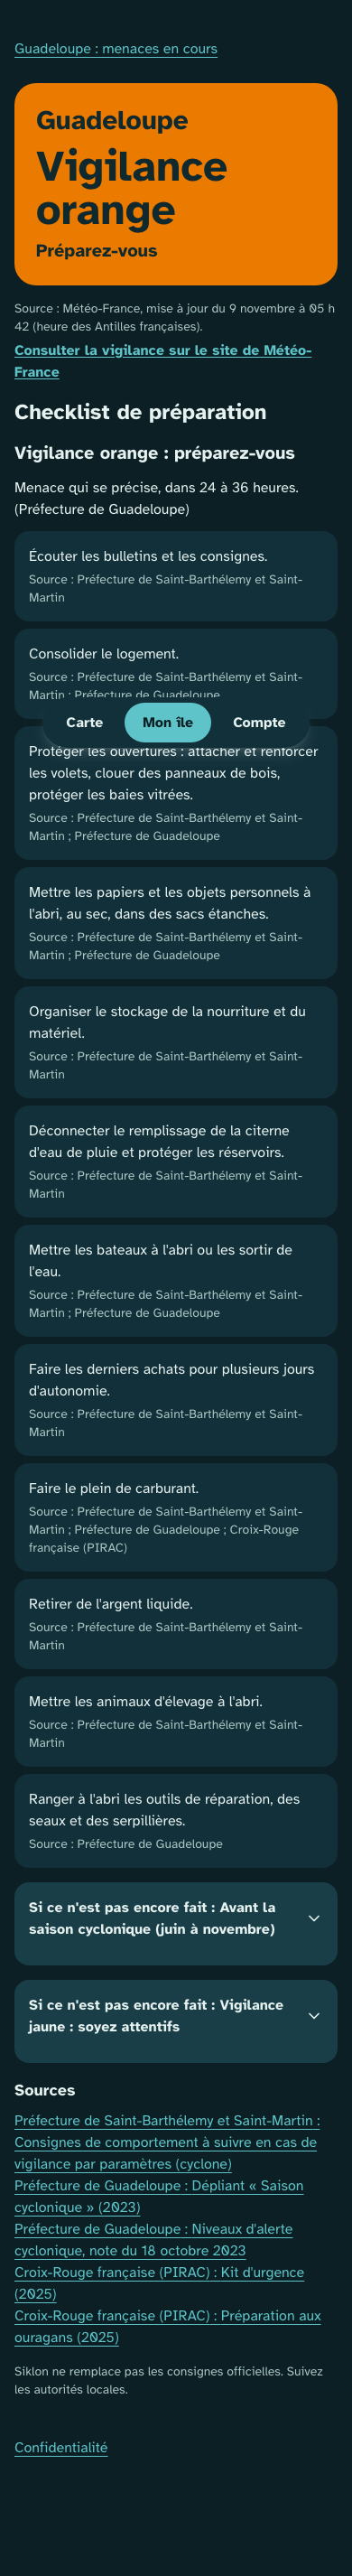 Guadeloupe : menaces en cours
Guadeloupe
Vigilance
orange
Préparez-vous
Source : Météo-France, mise à jour du 9 novembre à 05 h
42 (heure des Antilles françaises).
Consulter la vigilance sur le site de Météo-
France
Checklist de préparation
Vigilance orange : préparez-vous
Menace qui se précise, dans 24 à 36 heures.
(Préfecture de Guadeloupe)
Écouter les bulletins et les consignes.
Source : Préfecture de Saint-Barthélemy et Saint-
Martin
Consolider le logement.
Source : Préfecture de Saint-Barthélemy et Saint-
Martin ; Préfecture de Guadeloupe
Carte
Mon île
Compte
Protéger les ouvertures : attacher et renforcer
les volets, clouer des panneaux de bois,
protéger les baies vitrées.
Source : Préfecture de Saint-Barthélemy et Saint-
Martin ; Préfecture de Guadeloupe
Mettre les papiers et les objets personnels à
l'abri, au sec, dans des sacs étanches.
Source : Préfecture de Saint-Barthélemy et Saint-
Martin ; Préfecture de Guadeloupe
Organiser le stockage de la nourriture et du
matériel.
Source : Préfecture de Saint-Barthélemy et Saint-
Martin
Déconnecter le remplissage de la citerne
d'eau de pluie et protéger les réservoirs.
Source : Préfecture de Saint-Barthélemy et Saint-
Martin
Mettre les bateaux à l'abri ou les sortir de
l'eau.
Source : Préfecture de Saint-Barthélemy et Saint-
Martin ; Préfecture de Guadeloupe
Faire les derniers achats pour plusieurs jours
d'autonomie.
Source : Préfecture de Saint-Barthélemy et Saint-
Martin
Faire le plein de carburant.
Source : Préfecture de Saint-Barthélemy et Saint-
Martin ; Préfecture de Guadeloupe ; Croix-Rouge
française (PIRAC)
Retirer de l'argent liquide.
Source : Préfecture de Saint-Barthélemy et Saint-
Martin
Mettre les animaux d'élevage à l'abri.
Source : Préfecture de Saint-Barthélemy et Saint-
Martin
Ranger à l'abri les outils de réparation, des
seaux et des serpillières.
Source : Préfecture de Guadeloupe
Si ce n'est pas encore fait : Avant la
saison cyclonique (juin à novembre)
Si ce n'est pas encore fait : Vigilance
jaune : soyez attentifs
Sources
Préfecture de Saint-Barthélemy et Saint-Martin :
Consignes de comportement à suivre en cas de
vigilance par paramètres (cyclone)
Préfecture de Guadeloupe : Dépliant « Saison
cyclonique » (2023)
Préfecture de Guadeloupe : Niveaux d'alerte
cyclonique, note du 18 octobre 2023
Croix-Rouge française (PIRAC) : Kit d'urgence
(2025)
Croix-Rouge française (PIRAC) : Préparation aux
ouragans (2025)
Siklon ne remplace pas les consignes officielles. Suivez
les autorités locales.
Confidentialité